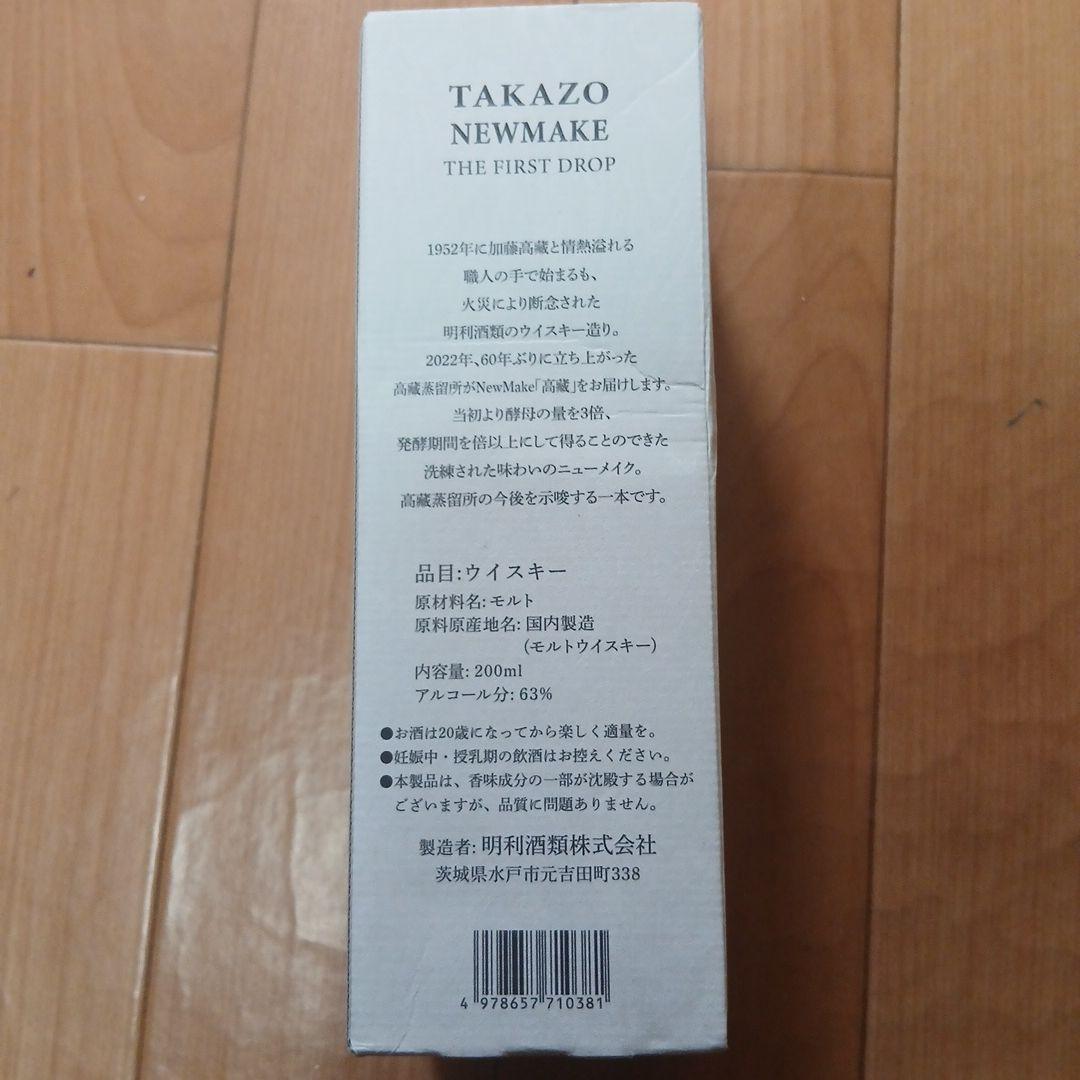 TAKAZO
NEWMAKE
THE FIRST DROP
1952年に加藤高藏と情熱溢れる
職人の手で始まるも、
火災により断念された
明利酒類のウイスキー造り。
2022年、60年ぶりに立ち上がった
高藏蒸留所がNewMake「高藏」をお届けします。
当初より酵母の量を3倍、
発酵期間を倍以上にして得ることのできた
洗練された味わいのニューメイク。
高藏蒸留所の今後を示唆する一本です。
品目:ウイスキー
原材料名:モルト
原料原産地名:国内製造
(モルトウイスキー)
内容量:200ml
アルコール分:63%
●お酒は20歳になってから楽しく適量を。
●妊娠中・授乳期の飲酒はお控えください。
●本製品は、香味成分の一部が沈殿する場合が
ございますが、品質に問題ありません。
製造者:明利酒類株式会社
茨城県水戸市元吉田町338
4 978657 710381